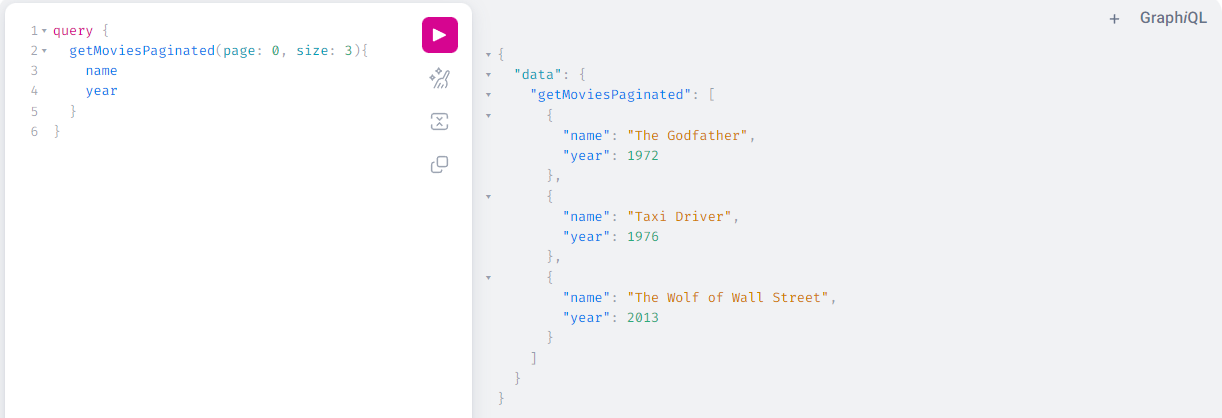 1 query {
2 getMoviesPaginated(page: 0, size: 3){
3 name
4 year
5 }
6 }
+ GraphiQL
{
"data": {
"getMoviesPaginated": [
{
"name": "The Godfather",
"year": 1972
},
{
"name": "Taxi Driver",
"year": 1976
},
{
"name": "The Wolf of Wall Street",
"year": 2013
}
]
}
}